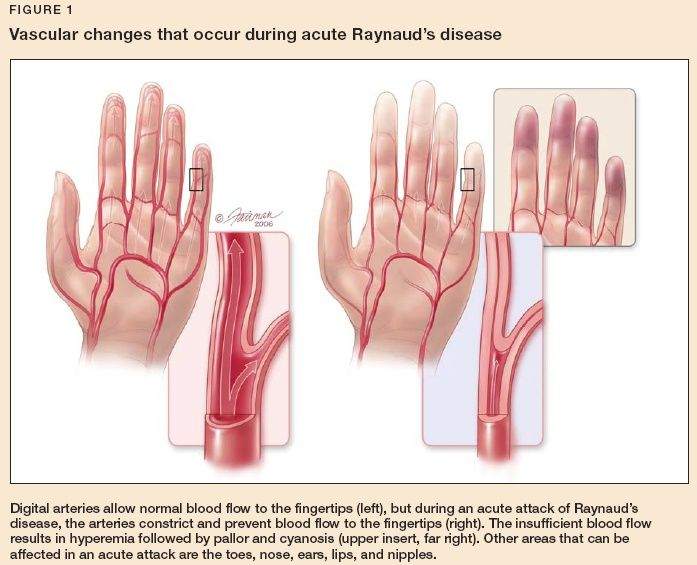 FIGURE 1
Vascular changes that occur during acute Raynaud's disease
© Fairman
2006
Digital arteries allow normal blood flow to the fingertips (left), but during an acute attack of Raynaud's
disease, the arteries constrict and prevent blood flow to the fingertips (right). The insufficient blood flow
results in hyperemia followed by pallor and cyanosis (upper insert, far right). Other areas that can be
affected in an acute attack are the toes, nose, ears, lips, and nipples.